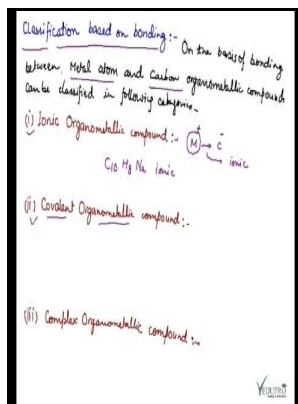 Classification based on bonding :- On the basis of bonding
between Metal atom and Carbon organometallic compounds
can be classified in following categories -
(i) Ionic Organometallic compound :- M⁺ → C⁻
ionic
C10 H8 Na ionic
(ii) Covalent Organometallic compound :-
(iii) Complex Organometallic compound :-
VEDUPRO